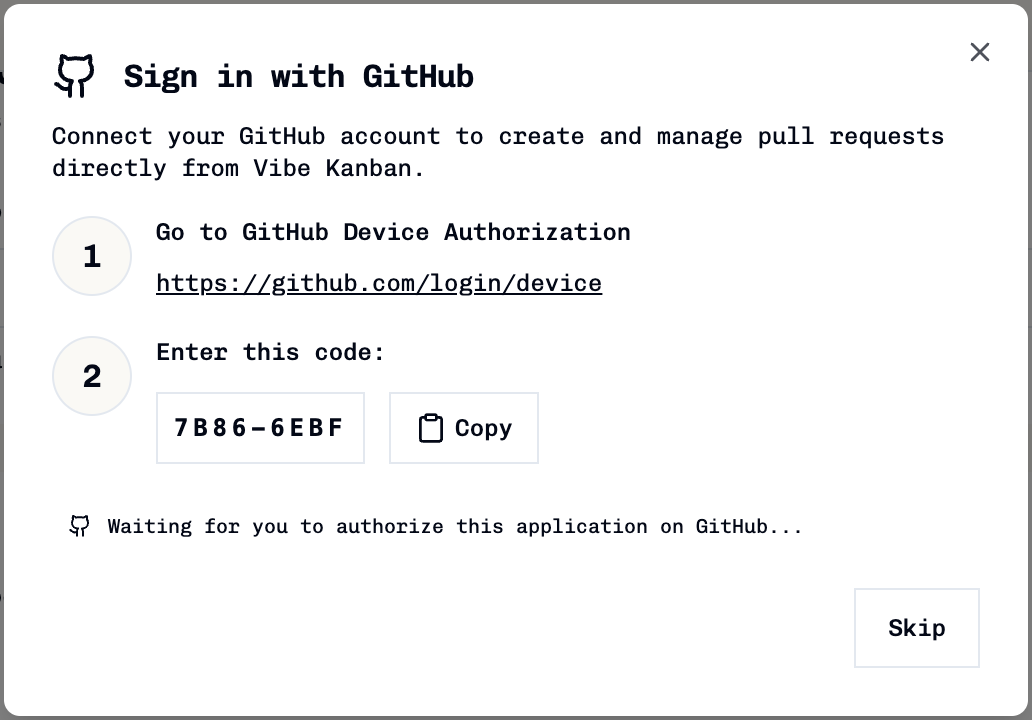 Sign in with GitHub
Connect your GitHub account to create and manage pull requests
directly from Vibe Kanban.
1
Go to GitHub Device Authorization
https://github.com/login/device
2
Enter this code:
7B86-6EBF
Copy
Waiting for you to authorize this application on GitHub...
Skip